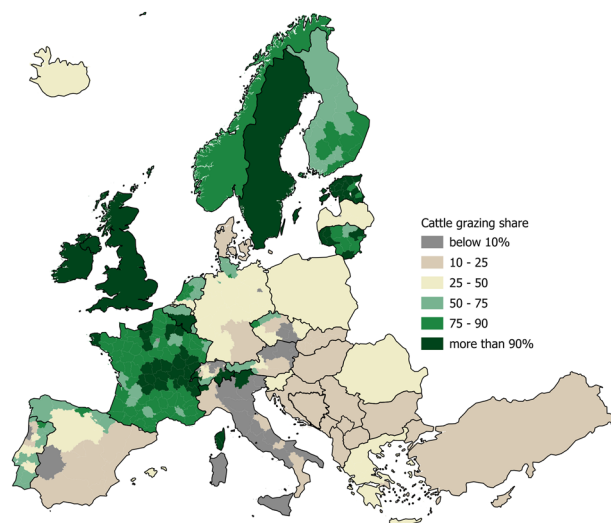 Cattle grazing share
below 10%
10 - 25
25 - 50
50 - 75
75 - 90
more than 90%